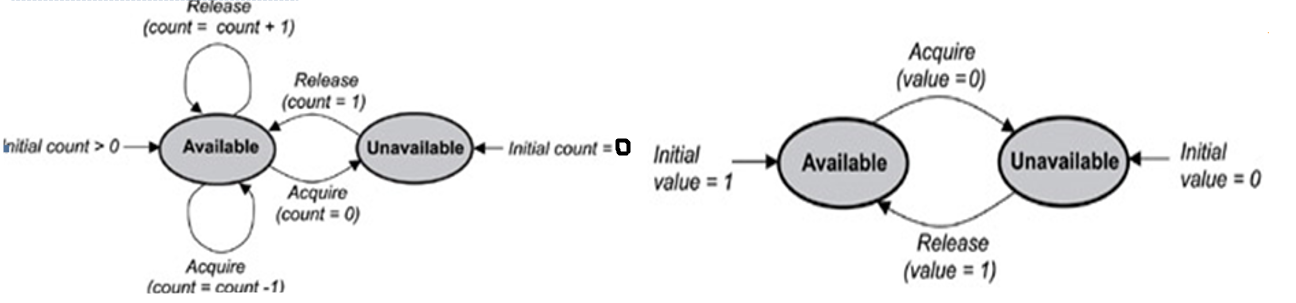 Release
(count = count + 1)
Release
(count = 1)
Initial count > 0
Available
Unavailable
Initial count = 0
Acquire
(count = 0)
Acquire
(count = count -1)
Acquire
(value =0)
Initial
value = 1
Available
Unavailable
Initial
value = 0
Release
(value = 1)